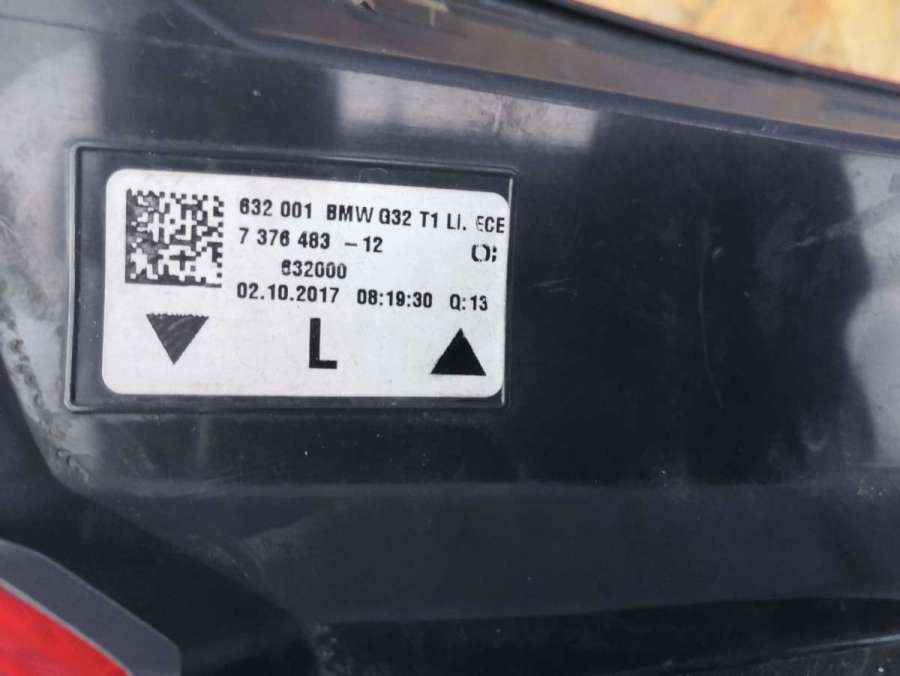 632 001 BMW G32 T1 LI. ECE
7 376 483 -12
632000
02.10.2017 08:19:30 Q:13
L